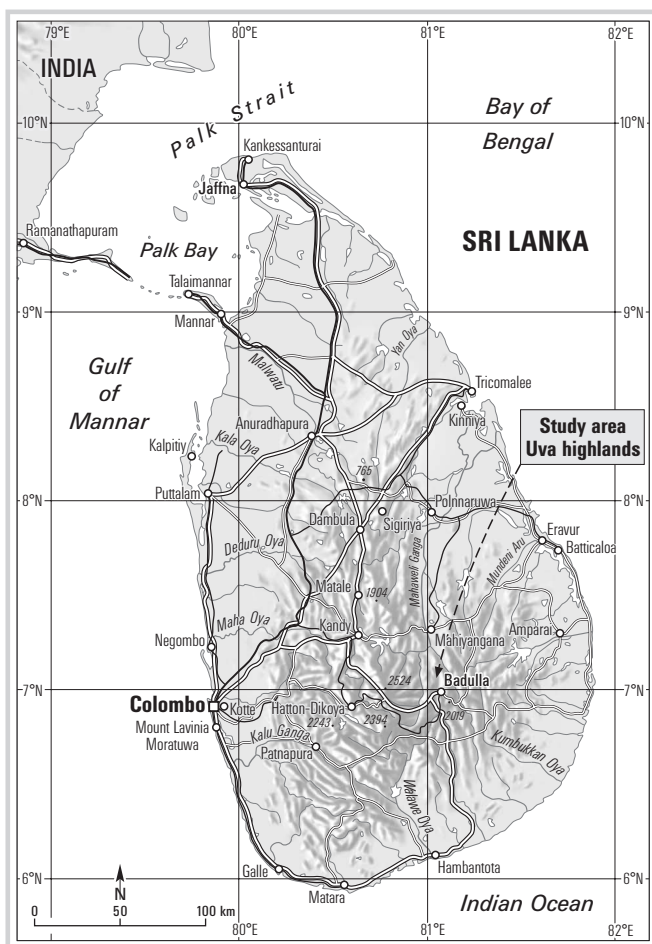 79°E
80°E
81°E
82°E
INDIA
Palk Strait
Bay of
Bengal
10°N
10°N
Kankessanturai
Jaffna
Ramanathapuram
Palk Bay
SRI LANKA
Talaimannar
Mannar
9°N
9°N
Yan Oya
Malwatu
Gulf
of
Mannar
Tricomalee
Kinniya
Anuradhapura
Study area
Uva highlands
Kala Oya
Kalpitiy
765
Puttalam
8°N
8°N
Polnnaruwa
Sigiriya
Dambula
Eravur
Batticaloa
Deduru Oya
Mahaweli Ganga
Mundeni Aru
Matale
1904
Maha Oya
Kandy
Mahiyangana
Amparai
Negombo
7°N
7°N
2524
Badulla
Colombo
Kotte
Hatton-Dikoya
2243
2394
2019
Mount Lavinia
Moratuwa
Kalu Ganga
Patnapura
Kumbukkan Oya
Walawe Oya
Galle
Hambantota
6°N
6°N
Matara
Indian Ocean
N
0
50
100 km
79°E
80°E
81°E
82°E